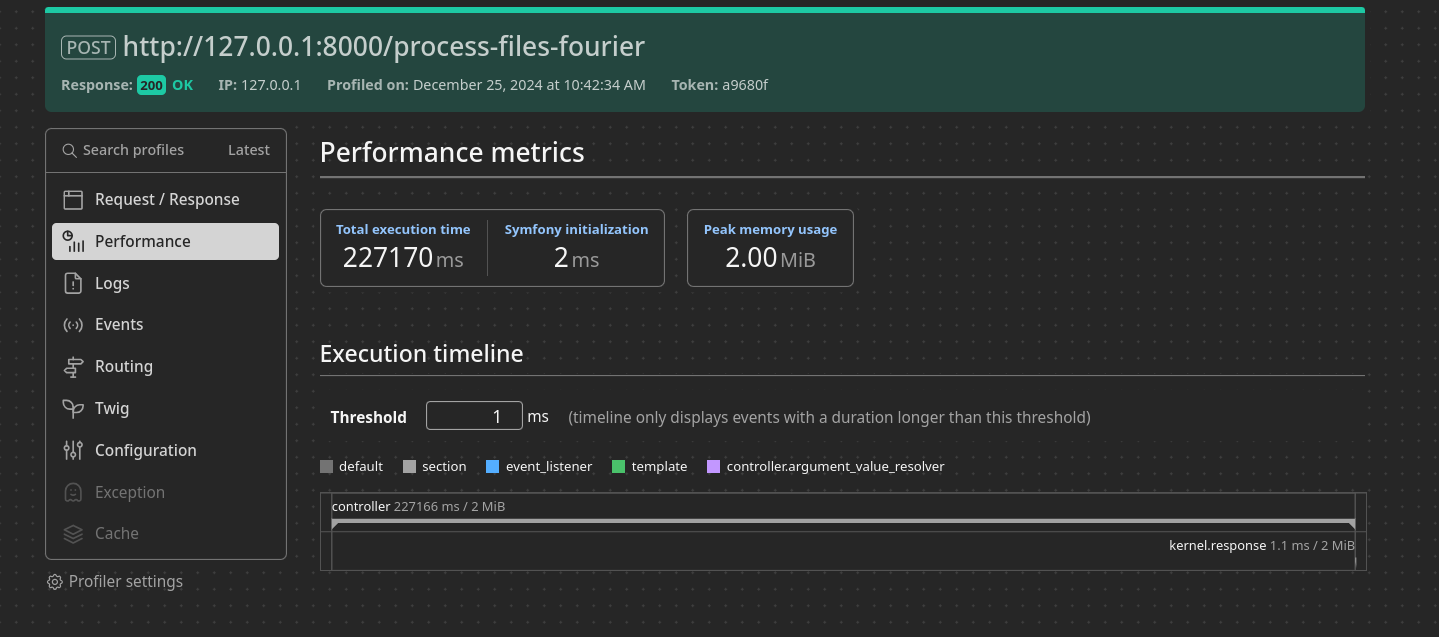 POST http://127.0.0.1:8000/process-files-fourier
Response: 200 OK IP: 127.0.0.1 Profiled on: December 25, 2024 at 10:42:34 AM Token: a9680f
Search profiles Latest
Request / Response
Performance
Logs
Events
Routing
Twig
Configuration
Exception
Cache
Profiler settings
Performance metrics
Total execution time Symfony initialization Peak memory usage
227170 ms 2 ms 2.00 MiB
Execution timeline
Threshold 1 ms (timeline only displays events with a duration longer than this threshold)
default section event_listener template controller.argument_value_resolver
controller 227166 ms / 2 MiB
kernel.response 1.1 ms / 2 MiB